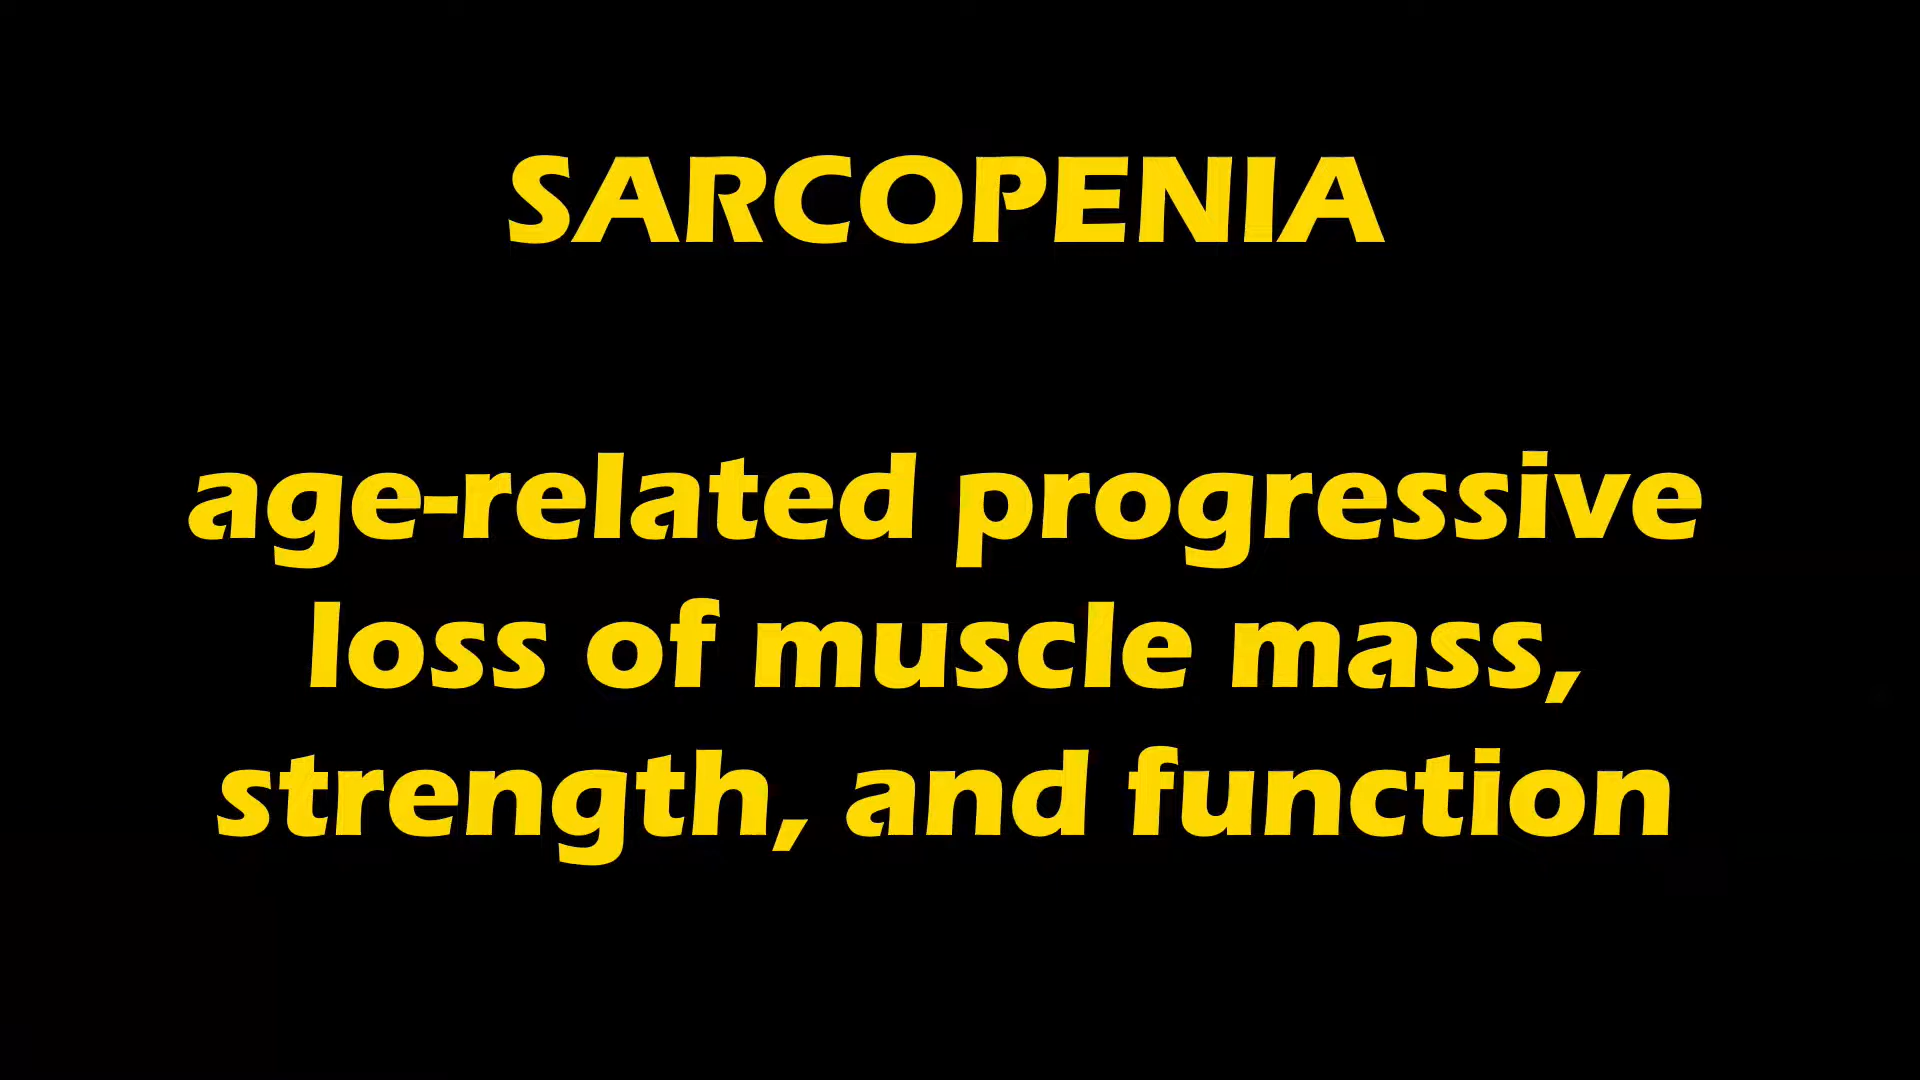 SARCOPENIA
age-related progressive
loss of muscle mass,
strength, and function